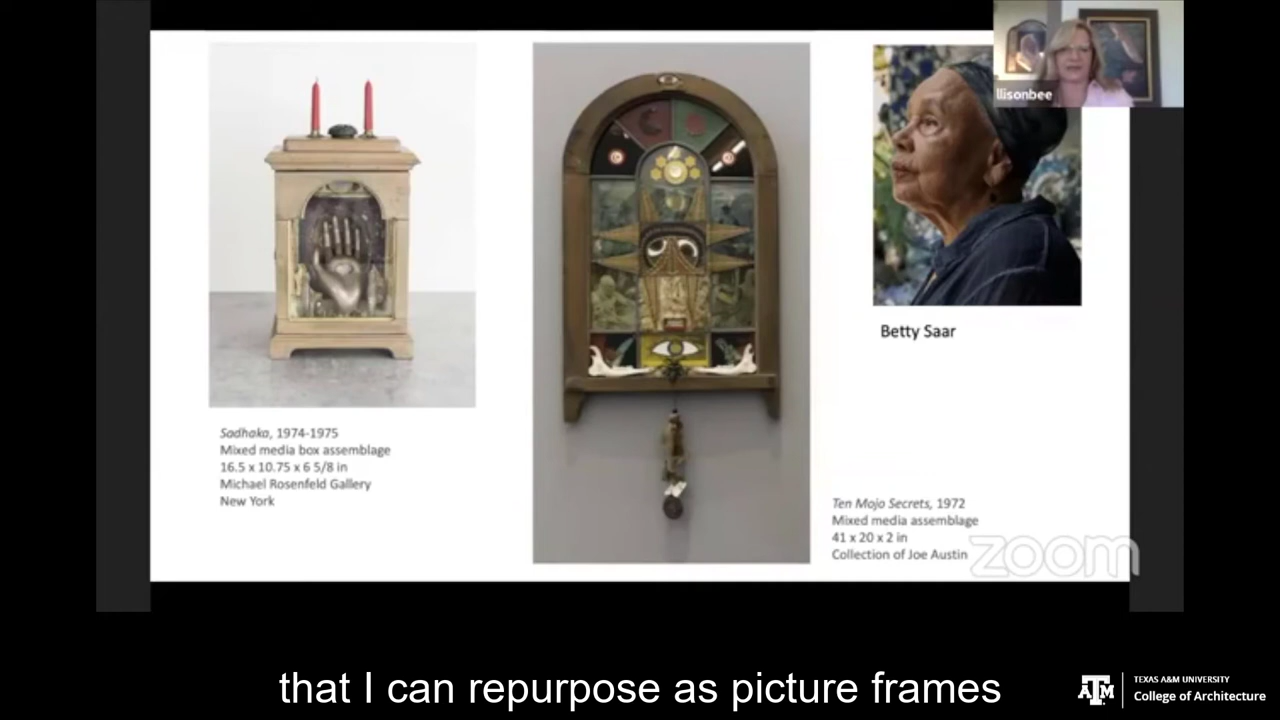 llisonbee
Betty Saar
Sadhaka, 1974-1975
Mixed media box assemblage
16.5 x 10.75 x 6 5/8 in
Michael Rosenfeld Gallery
New York
Ten Mojo Secrets, 1972
Mixed media assemblage
41 x 20 x 2 in
Collection of Joe Austin
zoom
that I can repurpose as picture frames
ATM
TEXAS A&M UNIVERSITY
College of Architecture